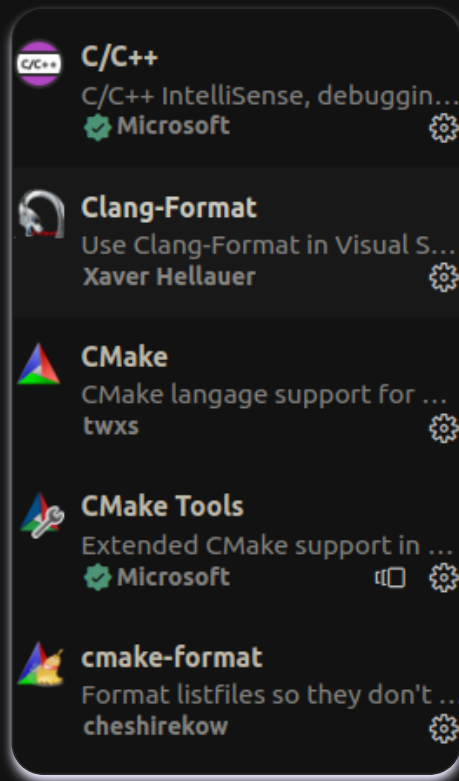 C/C++
C/C++
C/C++ IntelliSense, debuggin...
Microsoft
Clang-Format
Use Clang-Format in Visual S...
Xaver Hellauer
CMake
CMake langage support for ...
twxs
CMake Tools
Extended CMake support in ...
Microsoft
cmake-format
Format listfiles so they don't ...
cheshirekow